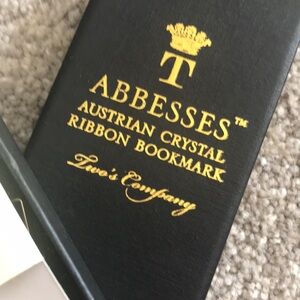 T
ABBESSES™
AUSTRIAN CRYSTAL
RIBBON BOOKMARK
Two's Company